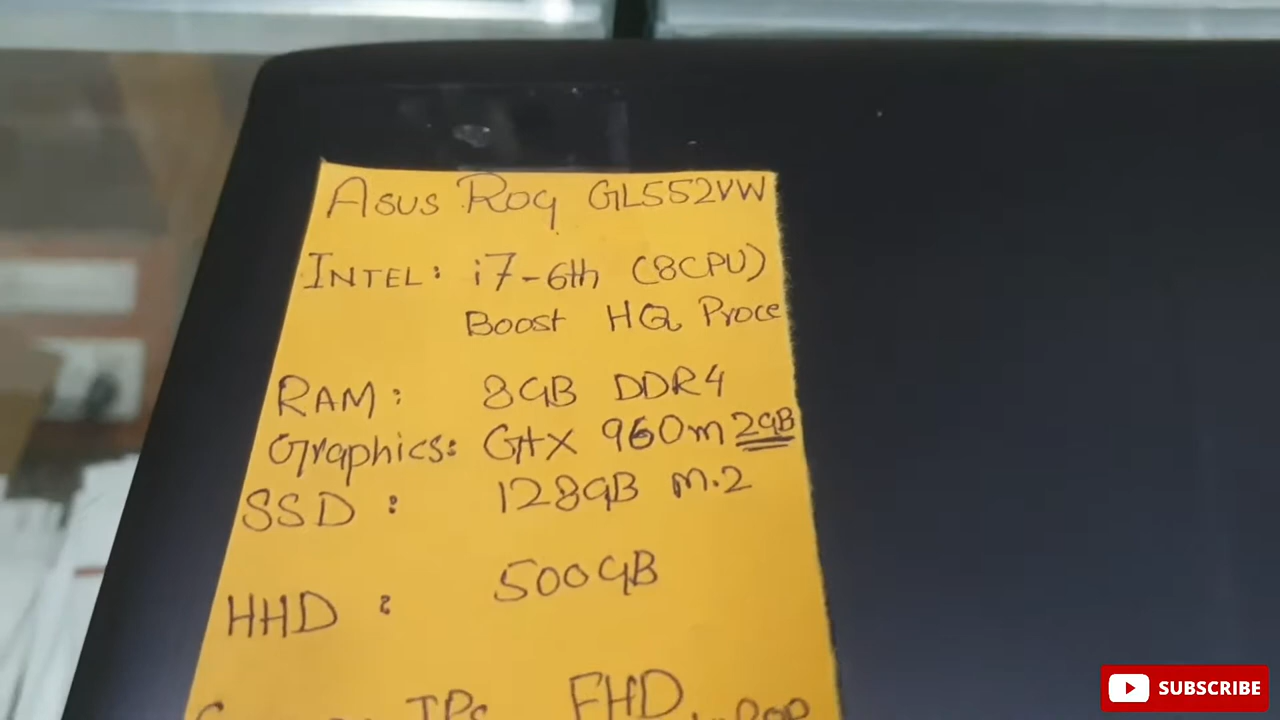 Asus Rog GL552VW
INTEL: i7-6th (8CPU)
Boost HQ Proce
RAM: 8GB DDR4
Graphics: Gtx 960m 2GB
SSD: 128GB M.2
HHD: 500GB
IPS FHD
SUBSCRIBE